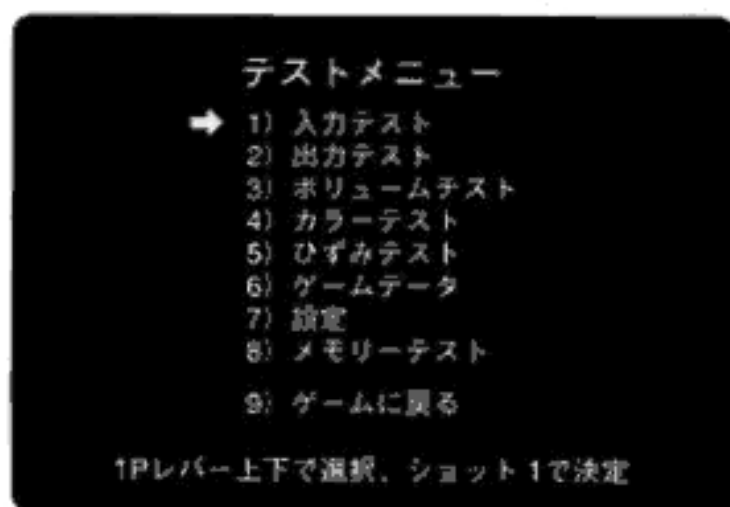 テストメニュー
➡ 1) 入力テスト
2) 出力テスト
3) ボリュームテスト
4) カラーテスト
5) ひずみテスト
6) ゲームデータ
7) 設定
8) メモリーテスト
9) ゲームに戻る
1Pレバー上下で選択、ショット1で決定